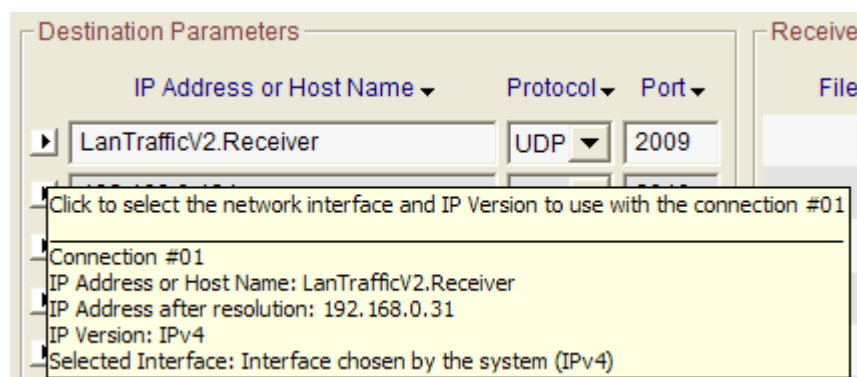 Destination Parameters
Receive
IP Address or Host Name
Protocol
Port
File
LanTrafficV2.Receiver
UDP
2009
Click to select the network interface and IP Version to use with the connection #01
Connection #01
IP Address or Host Name: LanTrafficV2.Receiver
IP Address after resolution: 192.168.0.31
IP Version: IPv4
Selected Interface: Interface chosen by the system (IPv4)